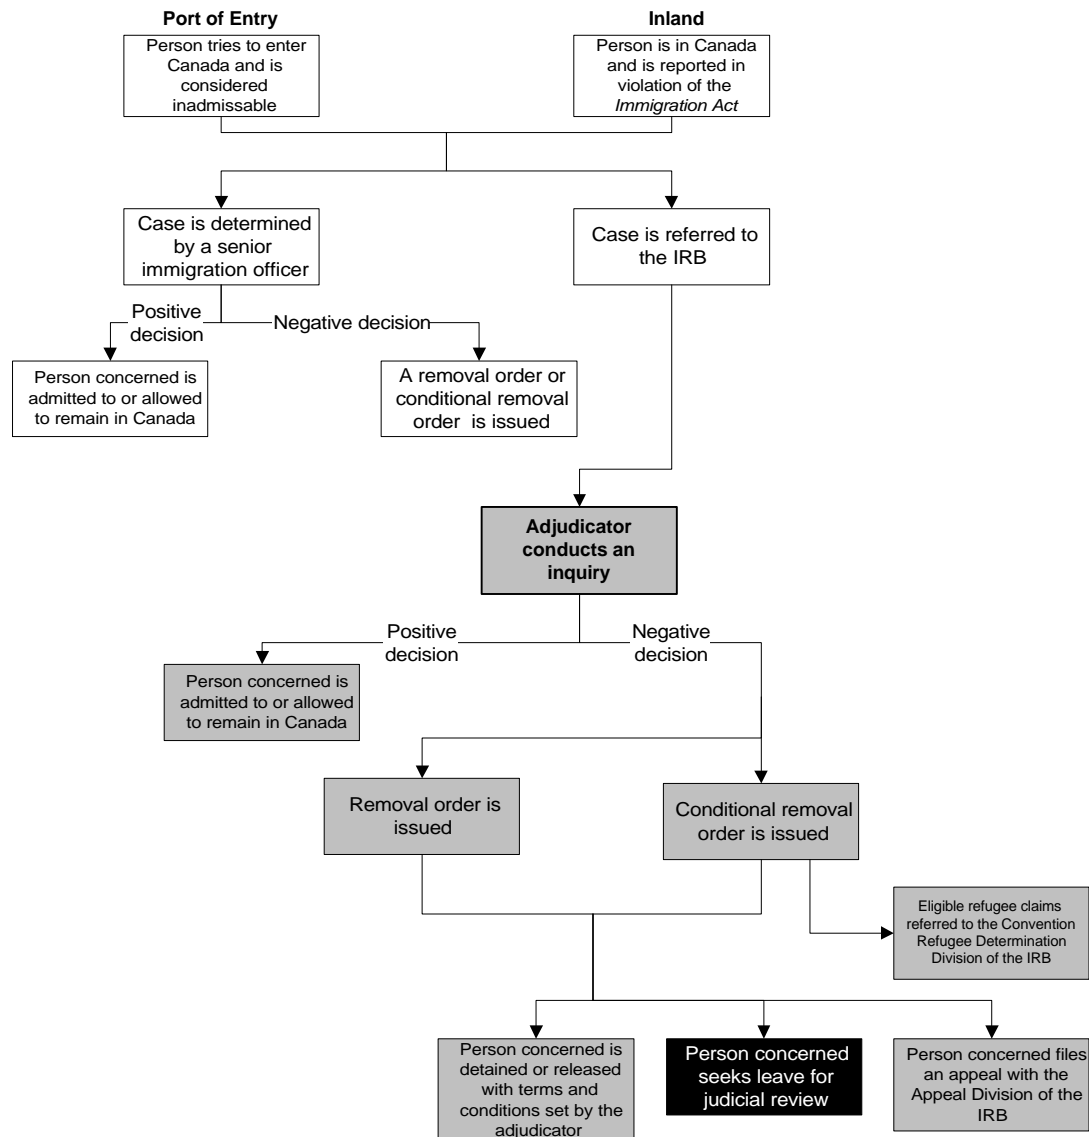 Port of Entry
Person tries to enter
Canada and is
considered
inadmissable
Inland
Person is in Canada
and is reported in
violation of the
Immigration Act
Case is determined
by a senior
immigration officer
Case is referred to
the IRB
Positive
decision
Negative decision
Person concerned is
admitted to or allowed
to remain in Canada
A removal order or
conditional removal
order is issued
Adjudicator
conducts an
inquiry
Positive
decision
Negative
decision
Person concerned is
admitted to or allowed
to remain in Canada
Removal order is
issued
Conditional removal
order is issued
Eligible refugee claims
referred to the Convention
Refugee Determination
Division of the IRB
Person concerned is
detained or released
with terms and
conditions set by the
adjudicator
Person concerned
seeks leave for
judicial review
Person concerned files
an appeal with the
Appeal Division of the
IRB